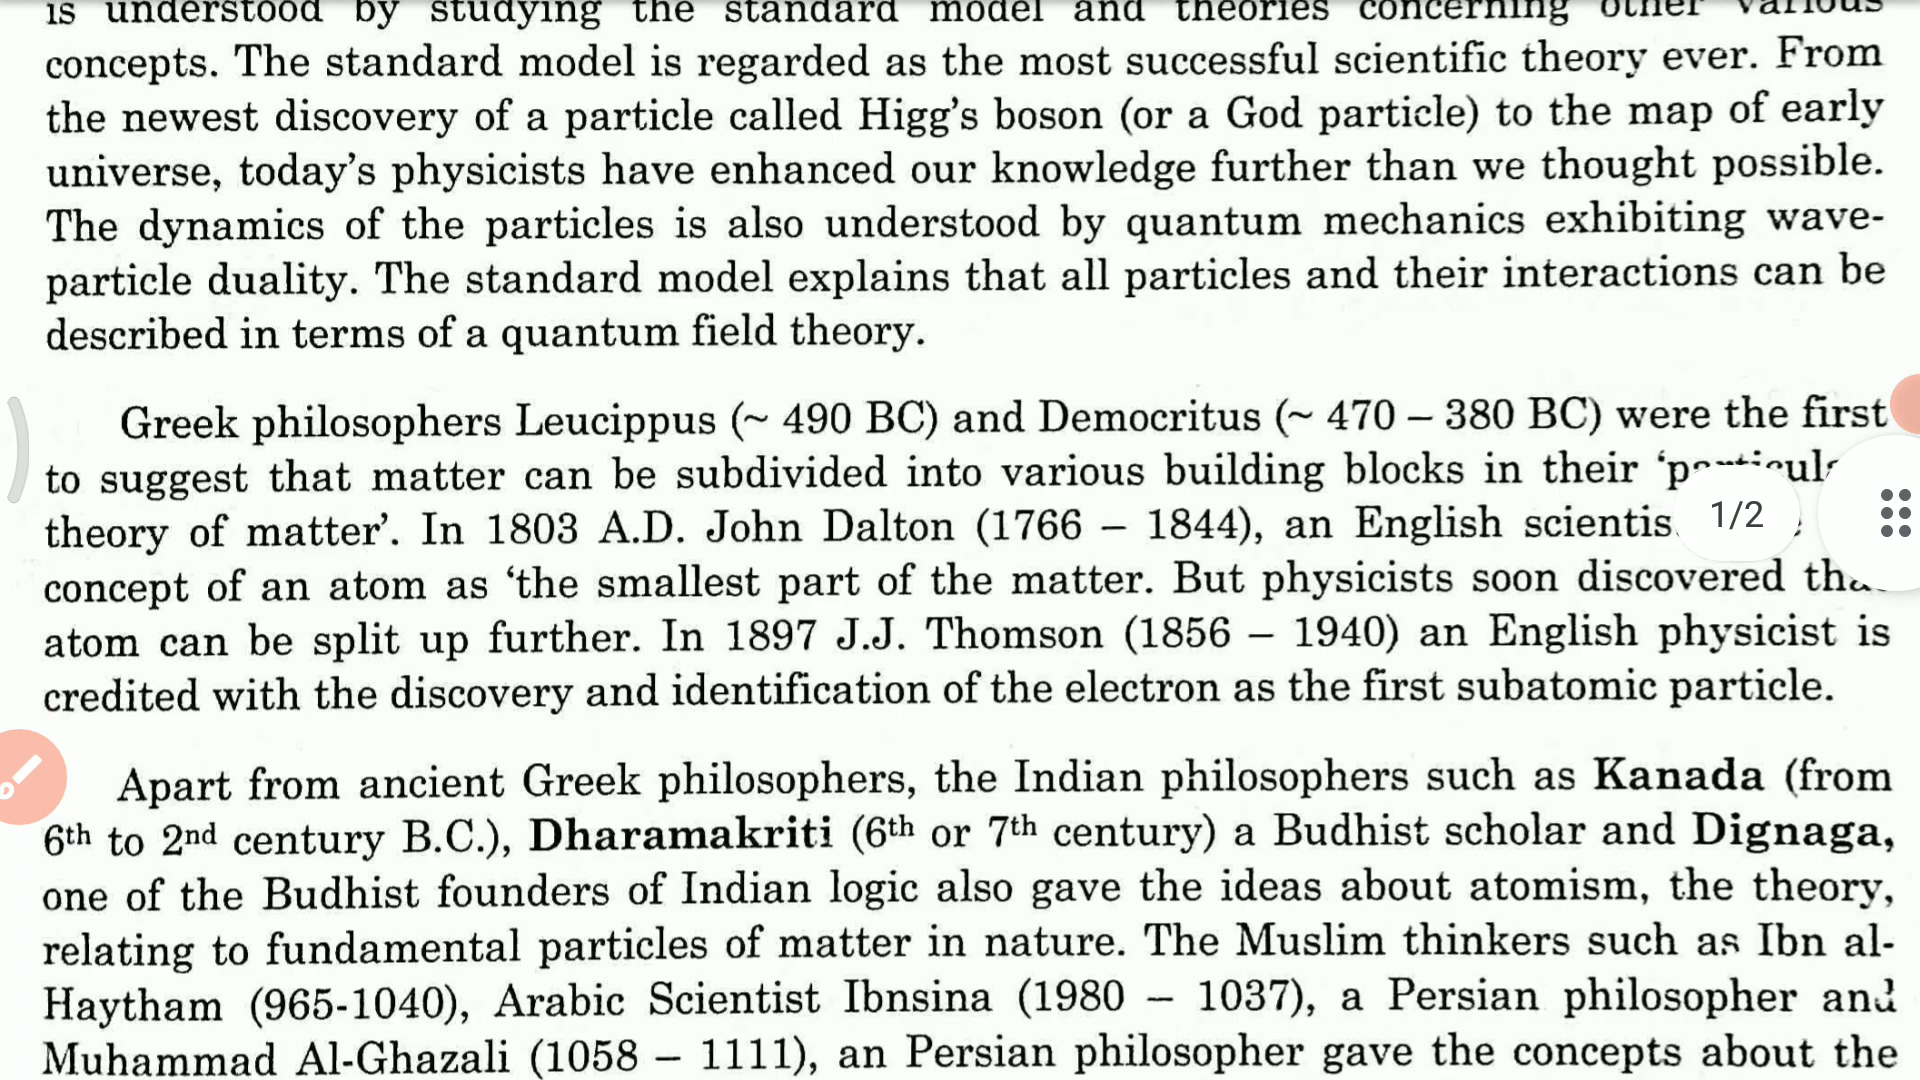 is understood by studying the standard model and theories concerning other various
concepts. The standard model is regarded as the most successful scientific theory ever. From
the newest discovery of a particle called Higg's boson (or a God particle) to the map of early
universe, today's physicists have enhanced our knowledge further than we thought possible.
The dynamics of the particles is also understood by quantum mechanics exhibiting wave-
particle duality. The standard model explains that all particles and their interactions can be
described in terms of a quantum field theory.
Greek philosophers Leucippus (~ 490 BC) and Democritus (~ 470 – 380 BC) were the first
to suggest that matter can be subdivided into various building blocks in their
theory of matter'. In 1803 A.D. John Dalton (1766 – 1844), an English
1/2
concept of an atom as 'the smallest part of the matter. But physicists soon discovered
atom can be split up further. In 1897 J.J. Thomson (1856 – 1940) an English physicist is
credited with the discovery and identification of the electron as the first subatomic particle.
Apart from ancient Greek philosophers, the Indian philosophers such as Kanada (from
6th to 2nd century B.C.), Dharamakriti (6th or 7th century) a Budhist scholar and Dignaga,
one of the Budhist founders of Indian logic also gave the ideas about atomism, the theory,
relating to fundamental particles of matter in nature. The Muslim thinkers such as Ibn al-
Haytham (965-1040), Arabic Scientist Ibnsina (1980 – 1037), a Persian philosopher and
Muhammad Al-Ghazali (1058 – 1111), an Persian philosopher gave the concepts about the